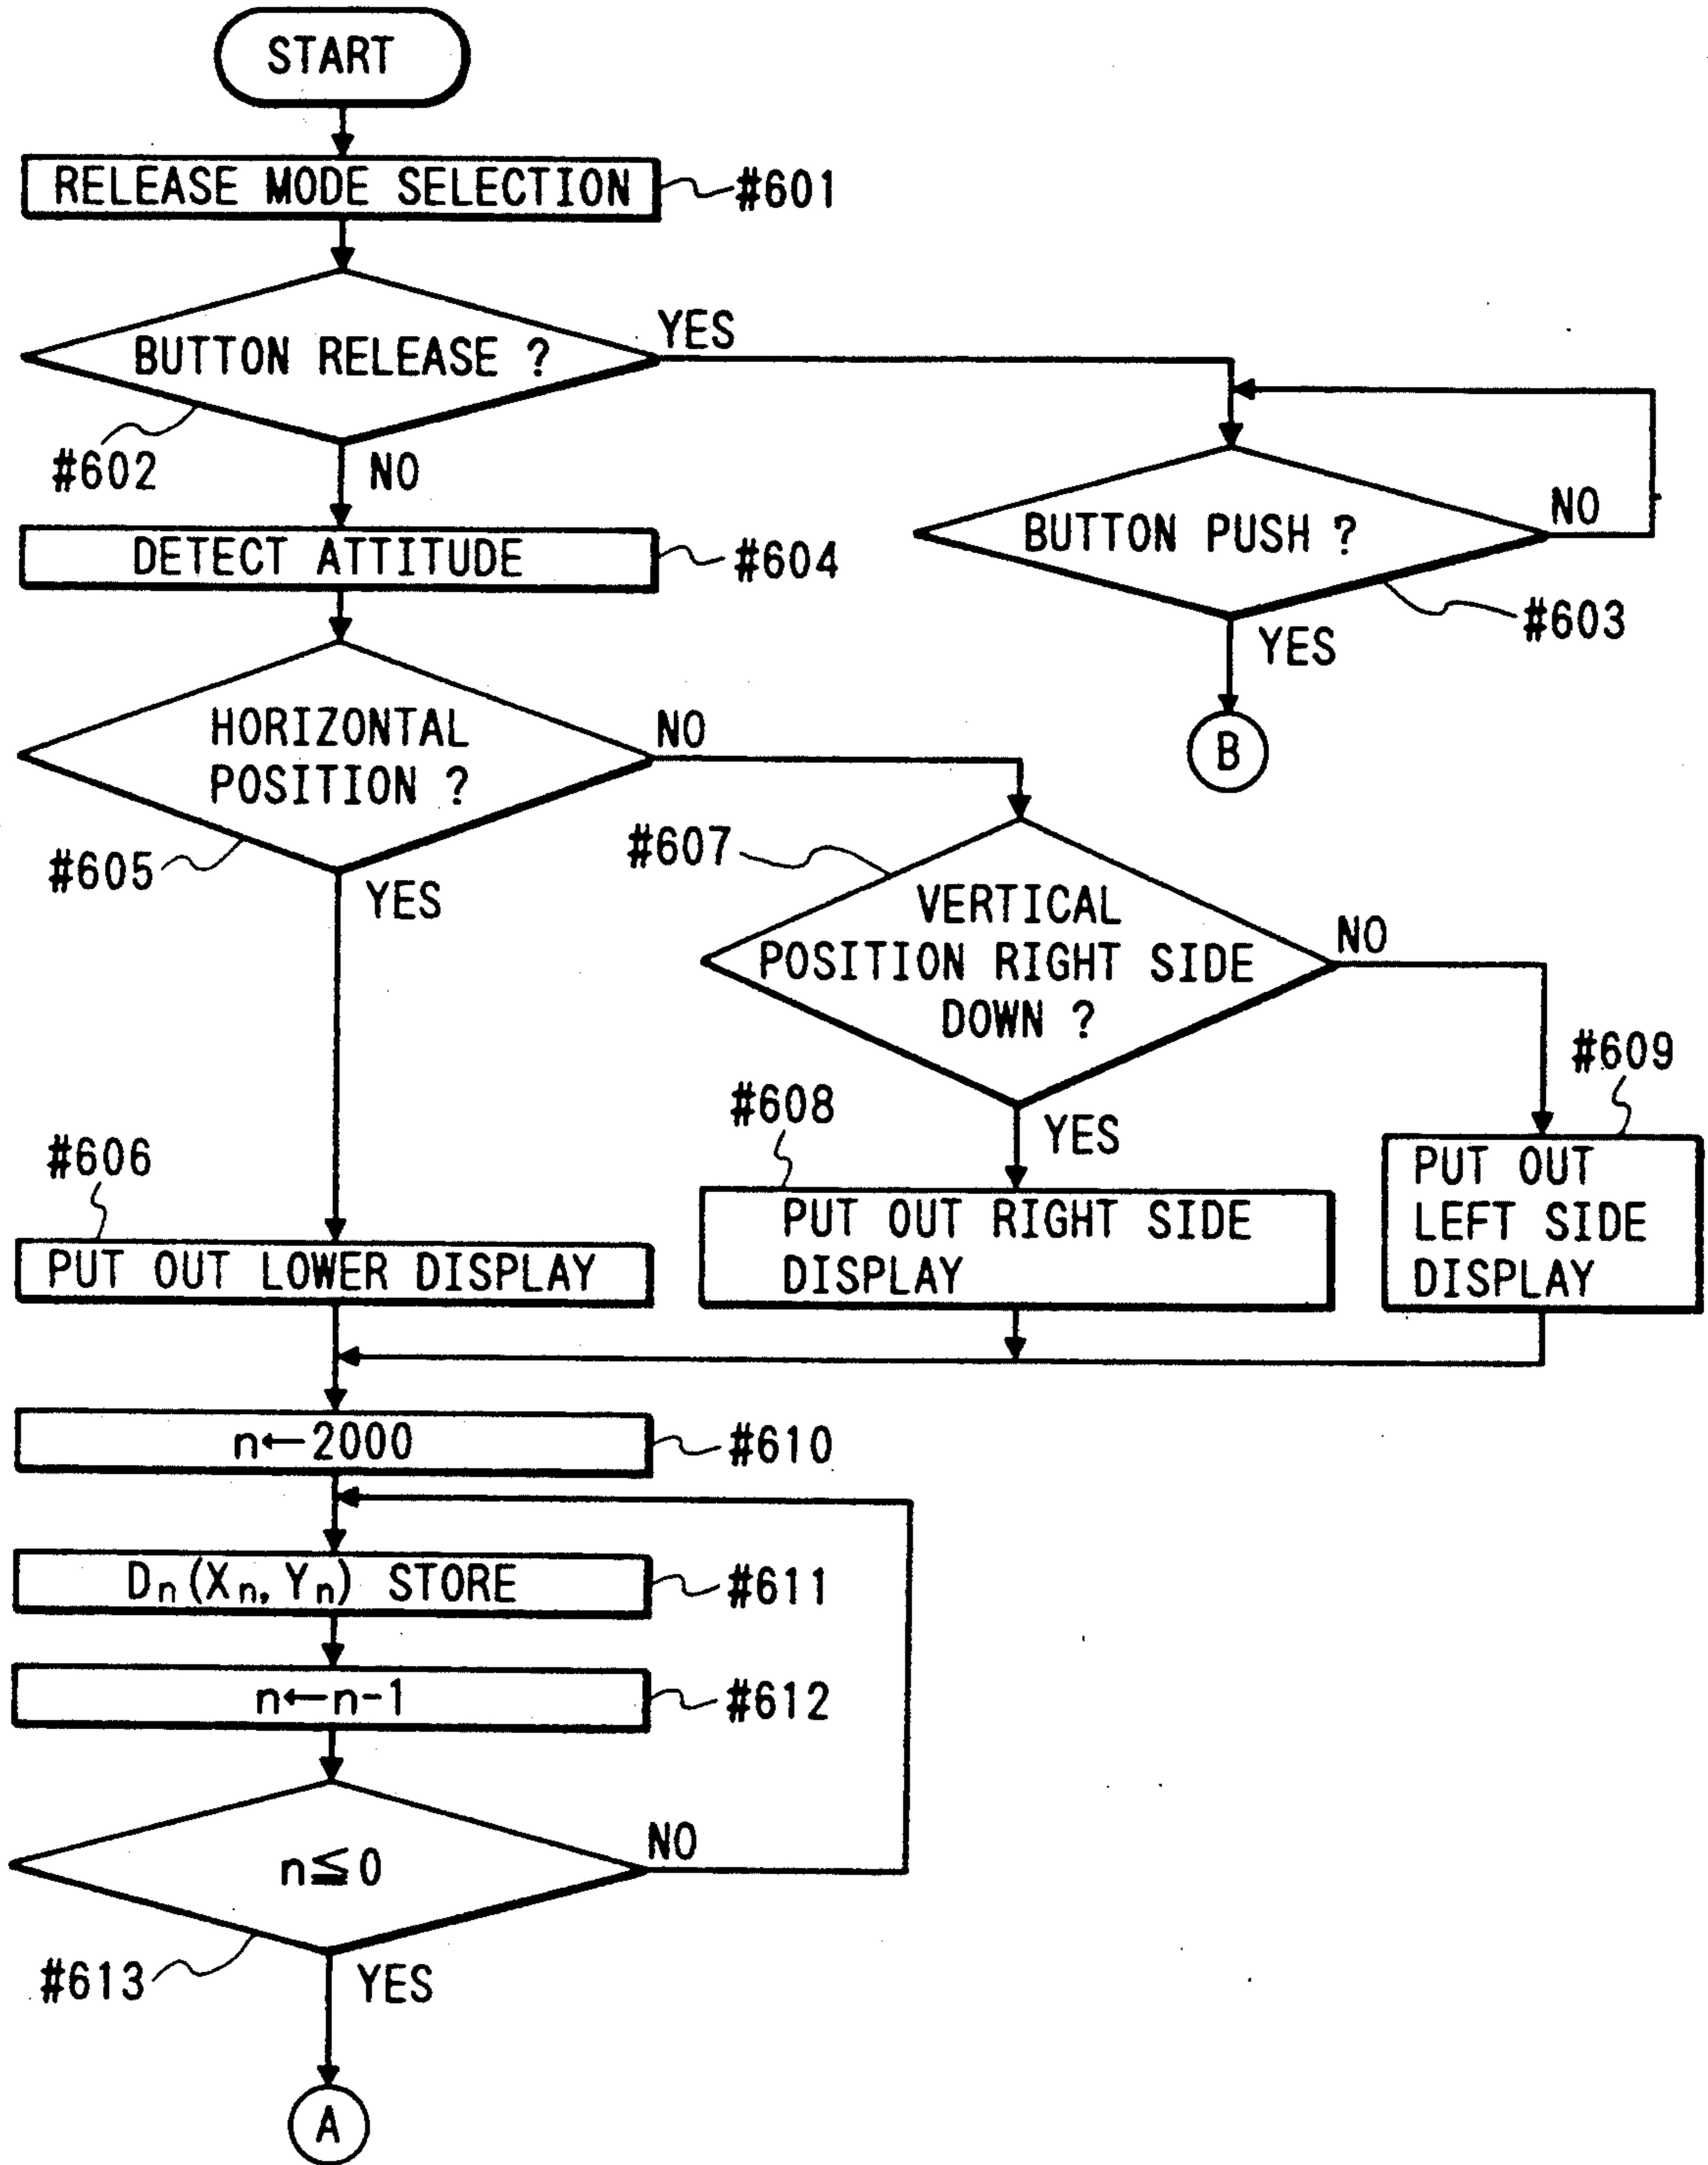 START
RELEASE MODE SELECTION
#601
BUTTON RELEASE ?
YES
#602
NO
BUTTON PUSH ?
NO
#603
YES
B
DETECT ATTITUDE
#604
HORIZONTAL
POSITION ?
NO
#605
YES
#607
VERTICAL
POSITION RIGHT SIDE
DOWN ?
NO
YES
#606
PUT OUT LOWER DISPLAY
#608
PUT OUT RIGHT SIDE
DISPLAY
#609
PUT OUT
LEFT SIDE
DISPLAY
n←2000
#610
Dn(Xn, Yn) STORE
#611
n←n-1
#612
n≦0
NO
#613
YES
A